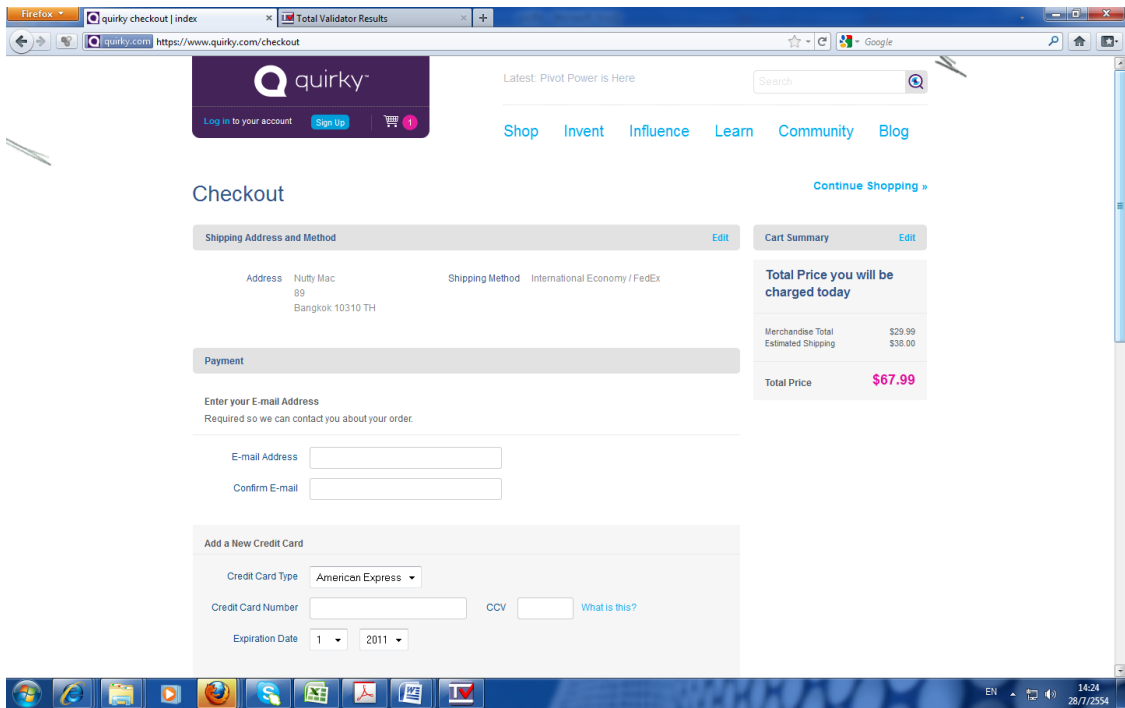 Firefox
quirky checkout | index
Total Validator Results
quirky.com https://www.quirky.com/checkout
Google
quirky
Latest: Pivot Power is Here
Search
Log in to your account Sign Up 1
Shop Invent Influence Learn Community Blog
Checkout
Continue Shopping »
Shipping Address and Method Edit
Cart Summary Edit
Address Nutty Mac
89
Bangkok 10310 TH
Shipping Method International Economy / FedEx
Total Price you will
be
charged today
Merchandise Total $29.99
Estimated Shipping $38.00
Total Price $67.99
Payment
Enter your E-mail Address
Required so we can contact you about your order.
E-mail Address
Confirm E-mail
Add a New Credit Card
Credit Card Type American Express
Credit Card Number CCV What is this?
Expiration Date 1 2011
EN 14:24
28/7/2554